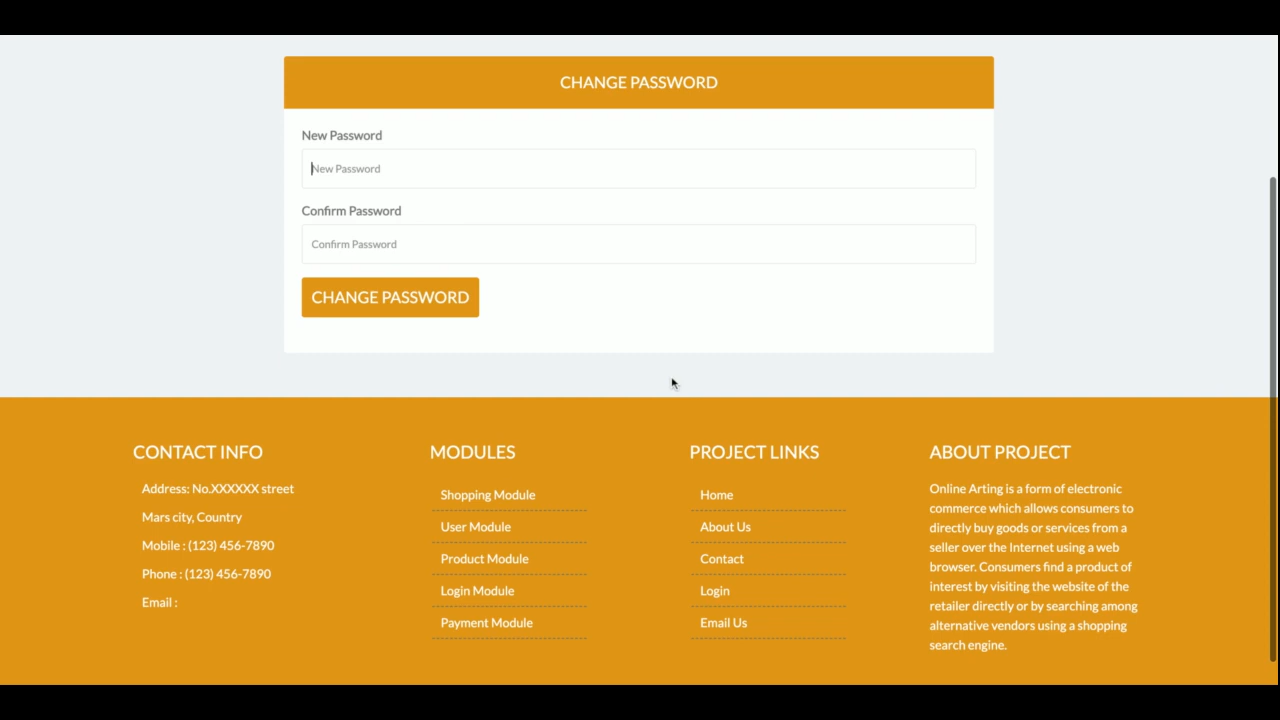 CHANGE PASSWORD
New Password
New Password
Confirm Password
Confirm Password
CHANGE PASSWORD
CONTACT INFO
Address: No.XXXXXX street
Mars city, Country
Mobile : (123) 456-7890
Phone : (123) 456-7890
Email :
MODULES
Shopping Module
User Module
Product Module
Login Module
Payment Module
PROJECT LINKS
Home
About Us
Contact
Login
Email Us
ABOUT PROJECT
Online Arting is a form of electronic
commerce which allows consumers to
directly buy goods or services from a
seller over the Internet using a web
browser. Consumers find a product of
interest by visiting the website of the
retailer directly or by searching among
alternative vendors using a shopping
search engine.